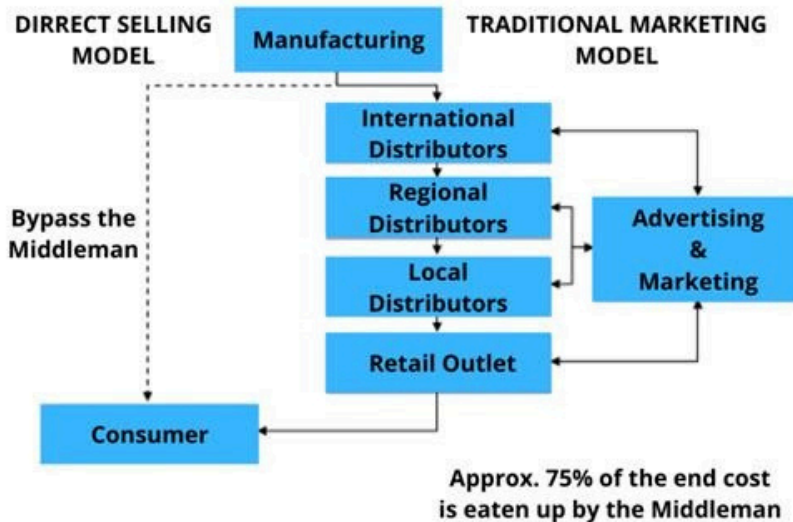 DIRRECT SELLING
MODEL
Manufacturing
TRADITIONAL MARKETING
MODEL
International
Distributors
Regional
Distributors
Bypass the
Middleman
Advertising
&
Marketing
Local
Distributors
Retail Outlet
Consumer
Approx. 75% of the end cost
is eaten up by the Middleman